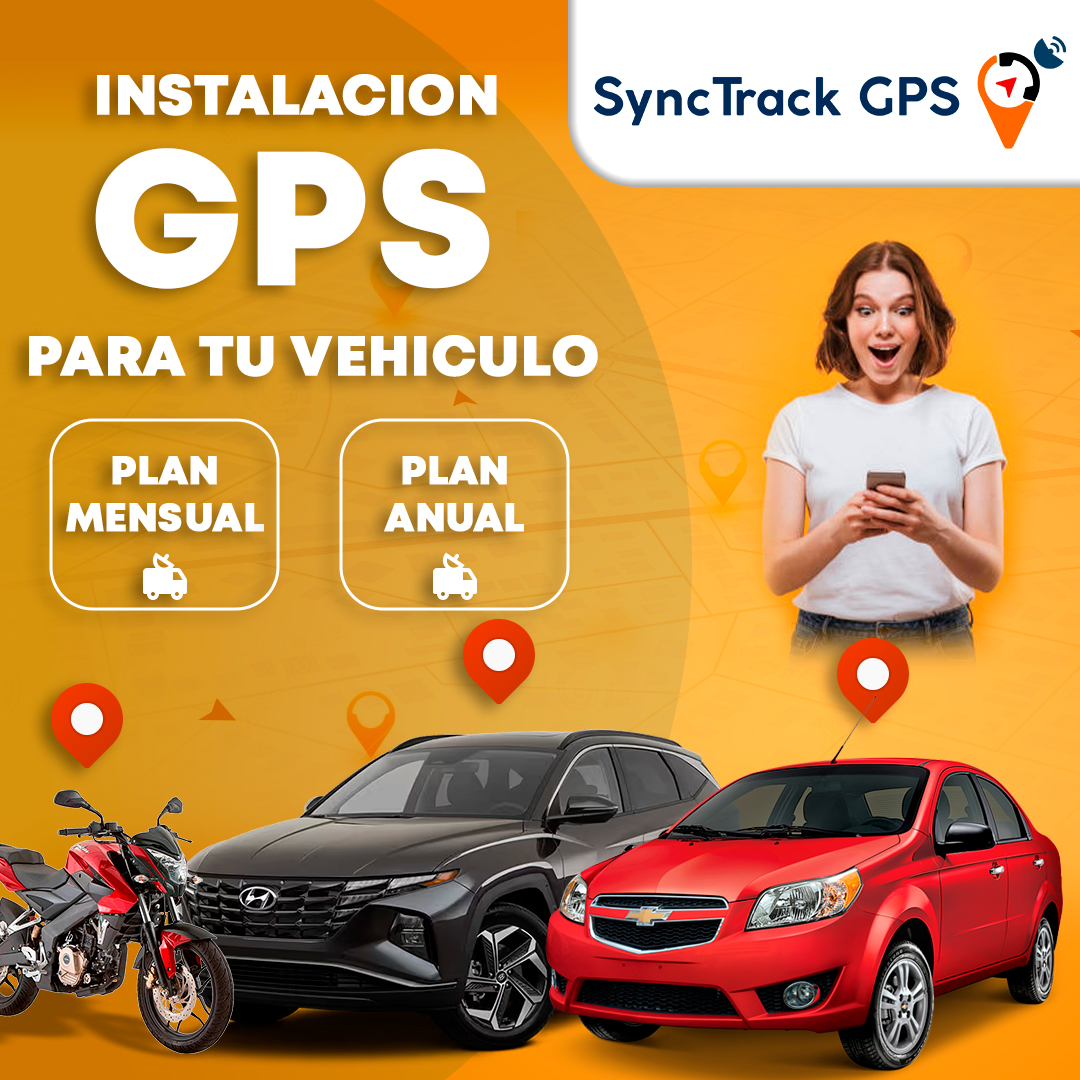 INSTALACION
GPS
PARA TU VEHICULO
SyncTrack GPS
PLAN
MENSUAL
PLAN
ANUAL